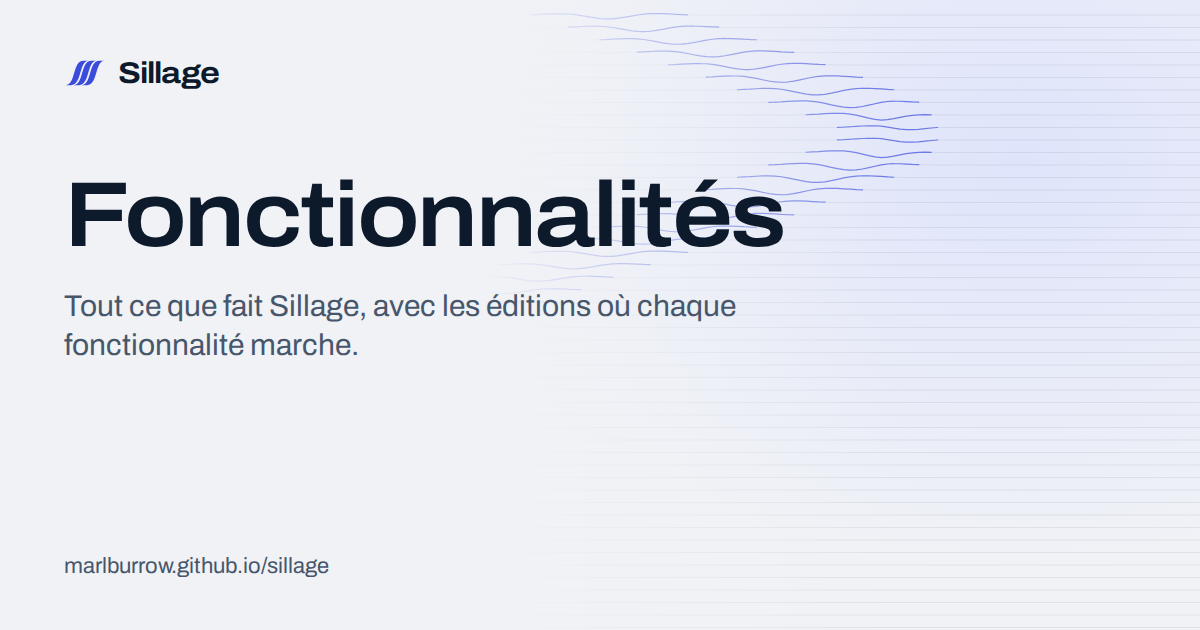 Sillage
Fonctionnalités
Tout ce que fait Sillage, avec les éditions où chaque
fonctionnalité marche.
marlburrow.github.io/sillage